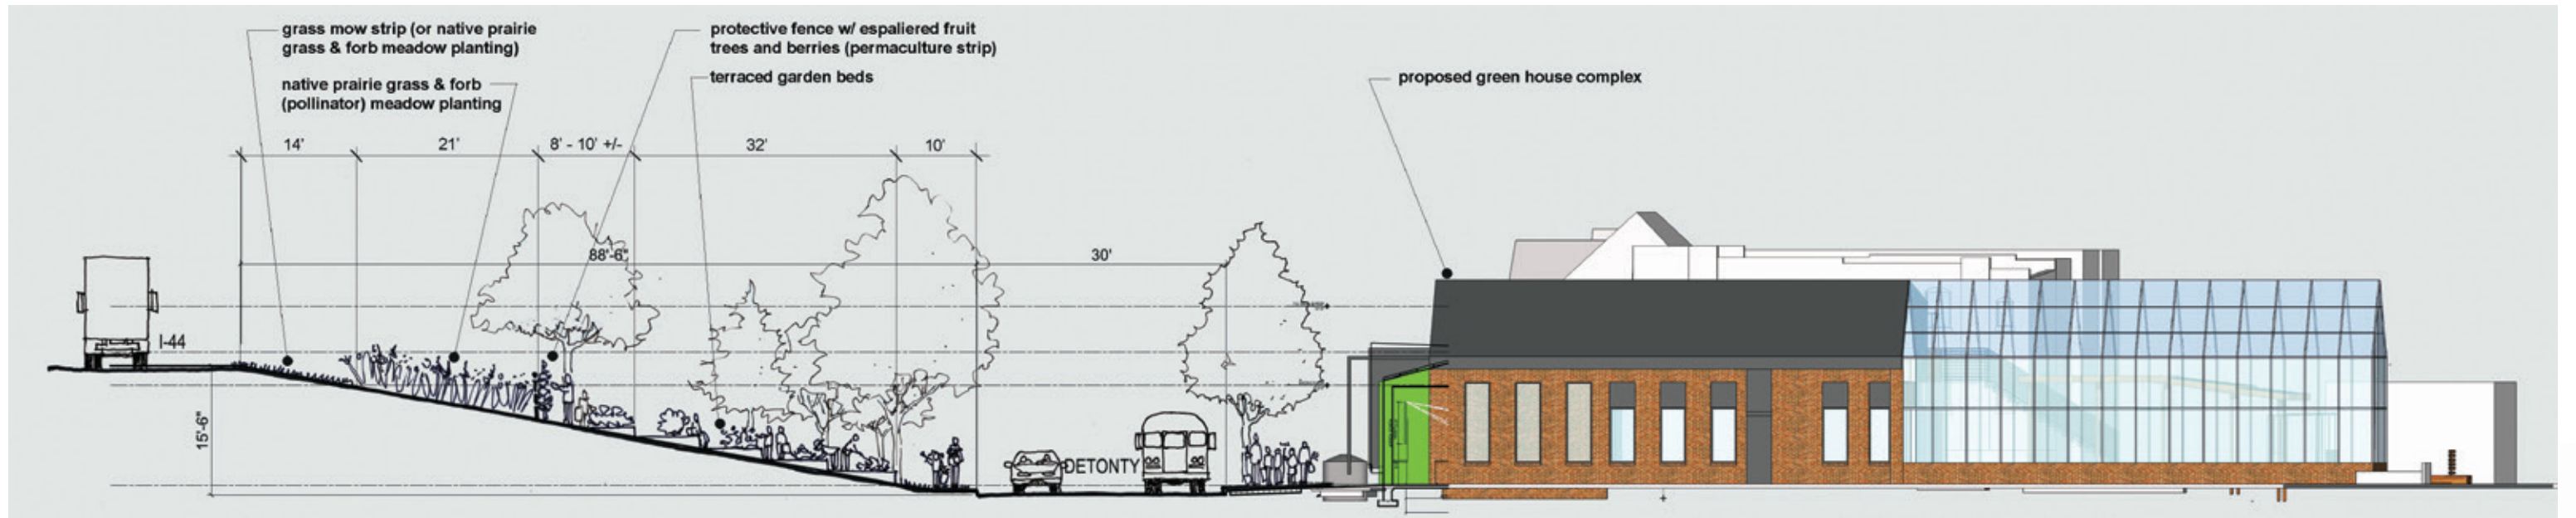 grass mow strip (or native prairie
grass & forb meadow planting)
native prairie grass & forb
(pollinator) meadow planting
protective fence w/ espaliered fruit
trees and berries (permaculture strip)
terraced garden beds
proposed green house complex
14'
21'
8' - 10' +/-
32'
10'
88'-6"
30'
I-44
15'-6"
DETONTY